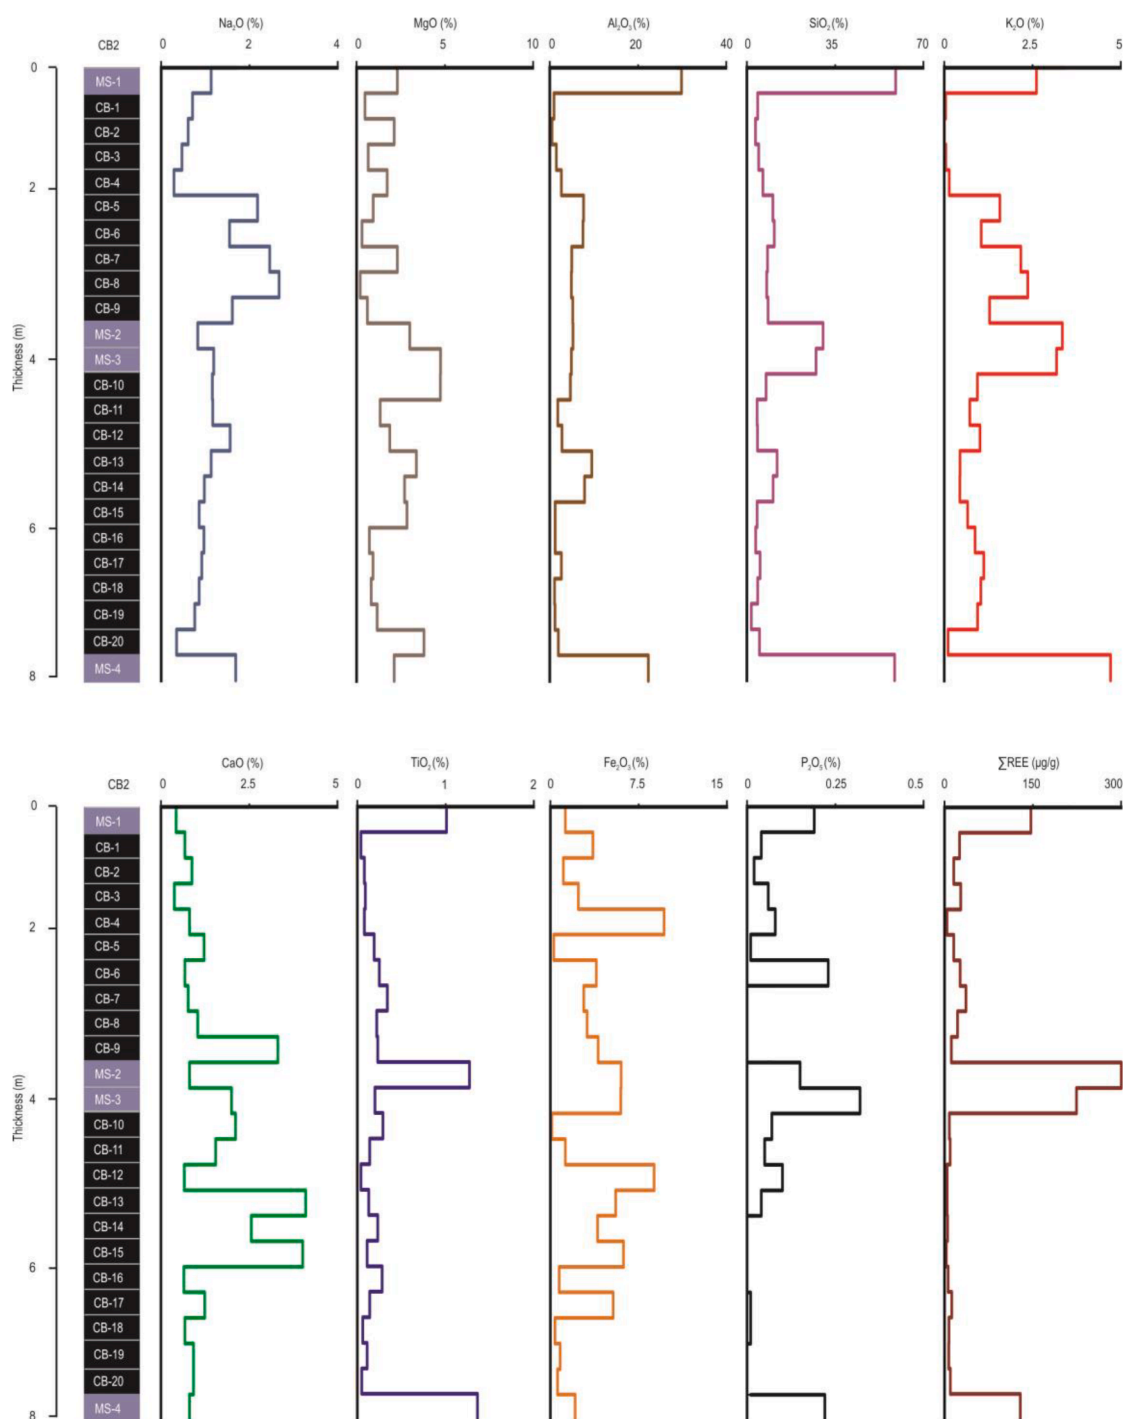 Na₂O (%) MgO (%) Al₂O₃(%) SiO₂ (%) K₂O (%)
CB2 0 2 4 0 5 10 0 20 40 0 35 70 0 2.5 5
0
MS-1
CB-1
CB-2
CB-3
CB-4
2
CB-5
CB-6
CB-7
CB-8
CB-9
MS-2
MS-3
4
Thickness (m)
CB-10
CB-11
CB-12
CB-13
CB-14
CB-15
6
CB-16
CB-17
CB-18
CB-19
CB-20
MS-4
8
CaO (%) TiO₂ (%) Fe₂O₃(%) P₂O₅(%) ∑REE (µg/g)
CB2 0 2.5 5 0 1 2 0 7.5 15 0 0.25 0.5 0 150 300
0
MS-1
CB-1
CB-2
CB-3
CB-4
2
CB-5
CB-6
CB-7
CB-8
CB-9
MS-2
MS-3
4
Thickness (m)
CB-10
CB-11
CB-12
CB-13
CB-14
CB-15
6
CB-16
CB-17
CB-18
CB-19
CB-20
MS-4
8